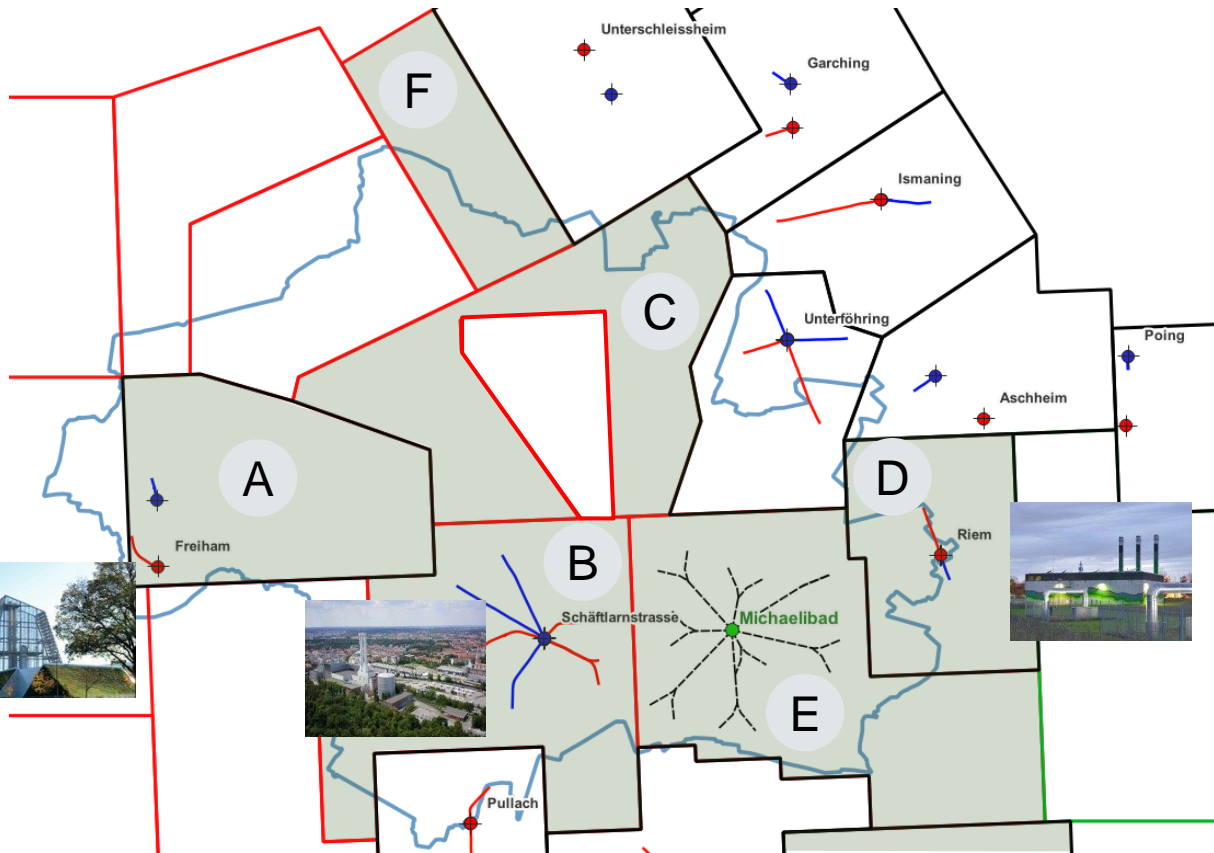 Unterschleissheim
Garching
F
Ismaning
C
Unterföhring
Poing
Aschheim
A
D
Freiham
B
Riem
Schäftlarnstrasse
Michaelibad
E
Pullach